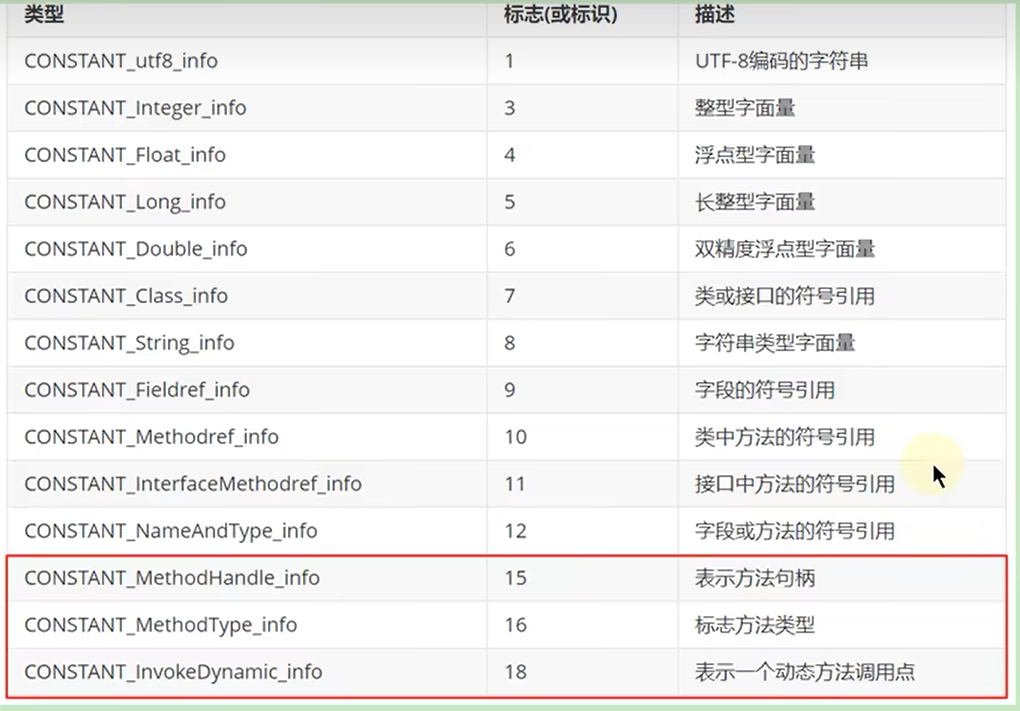 类型 标志(或标识) 描述
CONSTANT_utf8_info 1 UTF-8编码的字符串
CONSTANT_Integer_info 3 整型字面量
CONSTANT_Float_info 4 浮点型字面量
CONSTANT_Long_info 5 长整型字面量
CONSTANT_Double_info 6 双精度浮点型字面量
CONSTANT_Class_info 7 类或接口的符号引用
CONSTANT_String_info 8 字符串类型字面量
CONSTANT_Fieldref_info 9 字段的符号引用
CONSTANT_Methodref_info 10 类中方法的符号引用
CONSTANT_InterfaceMethodref_info 11 接口中方法的符号引用
CONSTANT_NameAndType_info 12 字段或方法的符号引用
CONSTANT_MethodHandle_info 15 表示方法句柄
CONSTANT_MethodType_info 16 标志方法类型
CONSTANT_InvokeDynamic_info 18 表示一个动态方法调用点